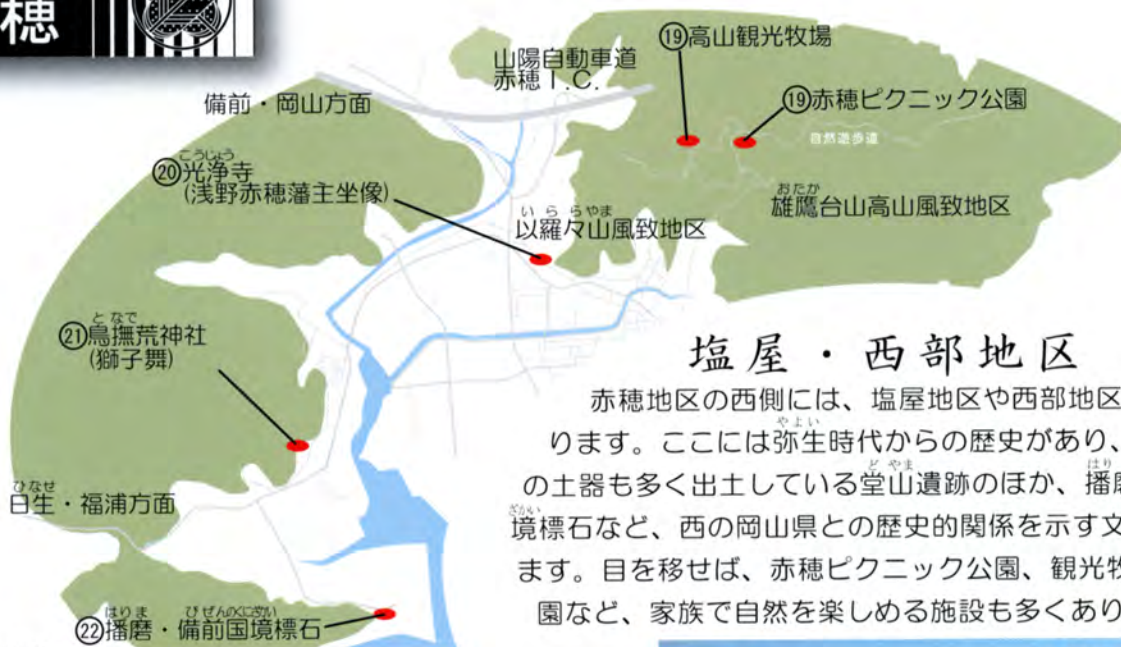 穂
山陽自動車道
赤穂I.C.
⑲高山観光牧場
⑲赤穂ピクニック公園
備前・岡山方面
自然遊歩道
こうじょう
⑳光浄寺
(浅野赤穂藩主坐像)
おたか
雄鷹台山高山風致地区
いららやま
以羅々山風致地区
となで
㉑鳥撫荒神社
(獅子舞)
塩屋・西部地区
赤穂地区の西側には、塩屋地区や西部地区
やよい
ります。ここには弥生時代からの歴史があり、
どやま はり
の土器も多く出土している堂山遺跡のほか、播磨
ざかい
境標石など、西の岡山県との歴史的関係を示す文
ます。目を移せば、赤穂ピクニック公園、観光牧
園など、家族で自然を楽しめる施設も多くあり
ひなせ
日生・福浦方面
はりま びぜんのくにざかい
㉒播磨・備前国境標石